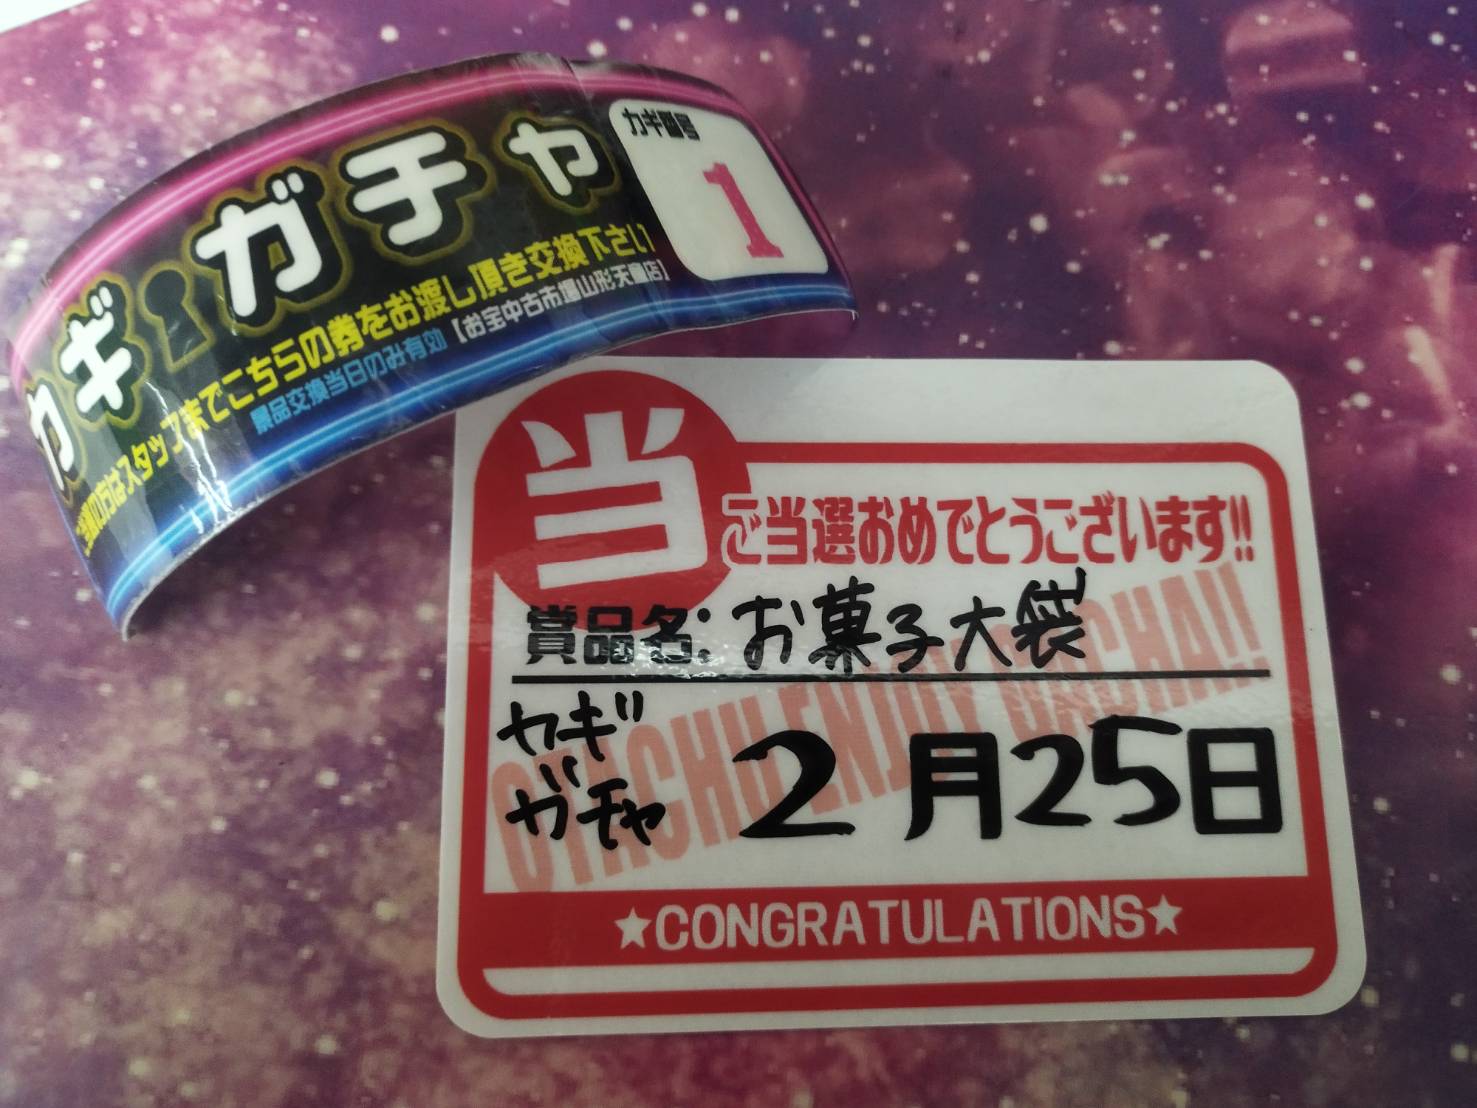 カギガチャ
カギ番号
1
当選の方はスタッフまでこちらの券をお渡し頂き交換下さい
景品交換当日のみ有効【お宝中古市場山形天童店】
当
ご当選おめでとうございます!!
賞品名:お菓子大袋
カギ
ガチャ
2月25日
OTACHU ENJOY GACHA!!
★CONGRATULATIONS★